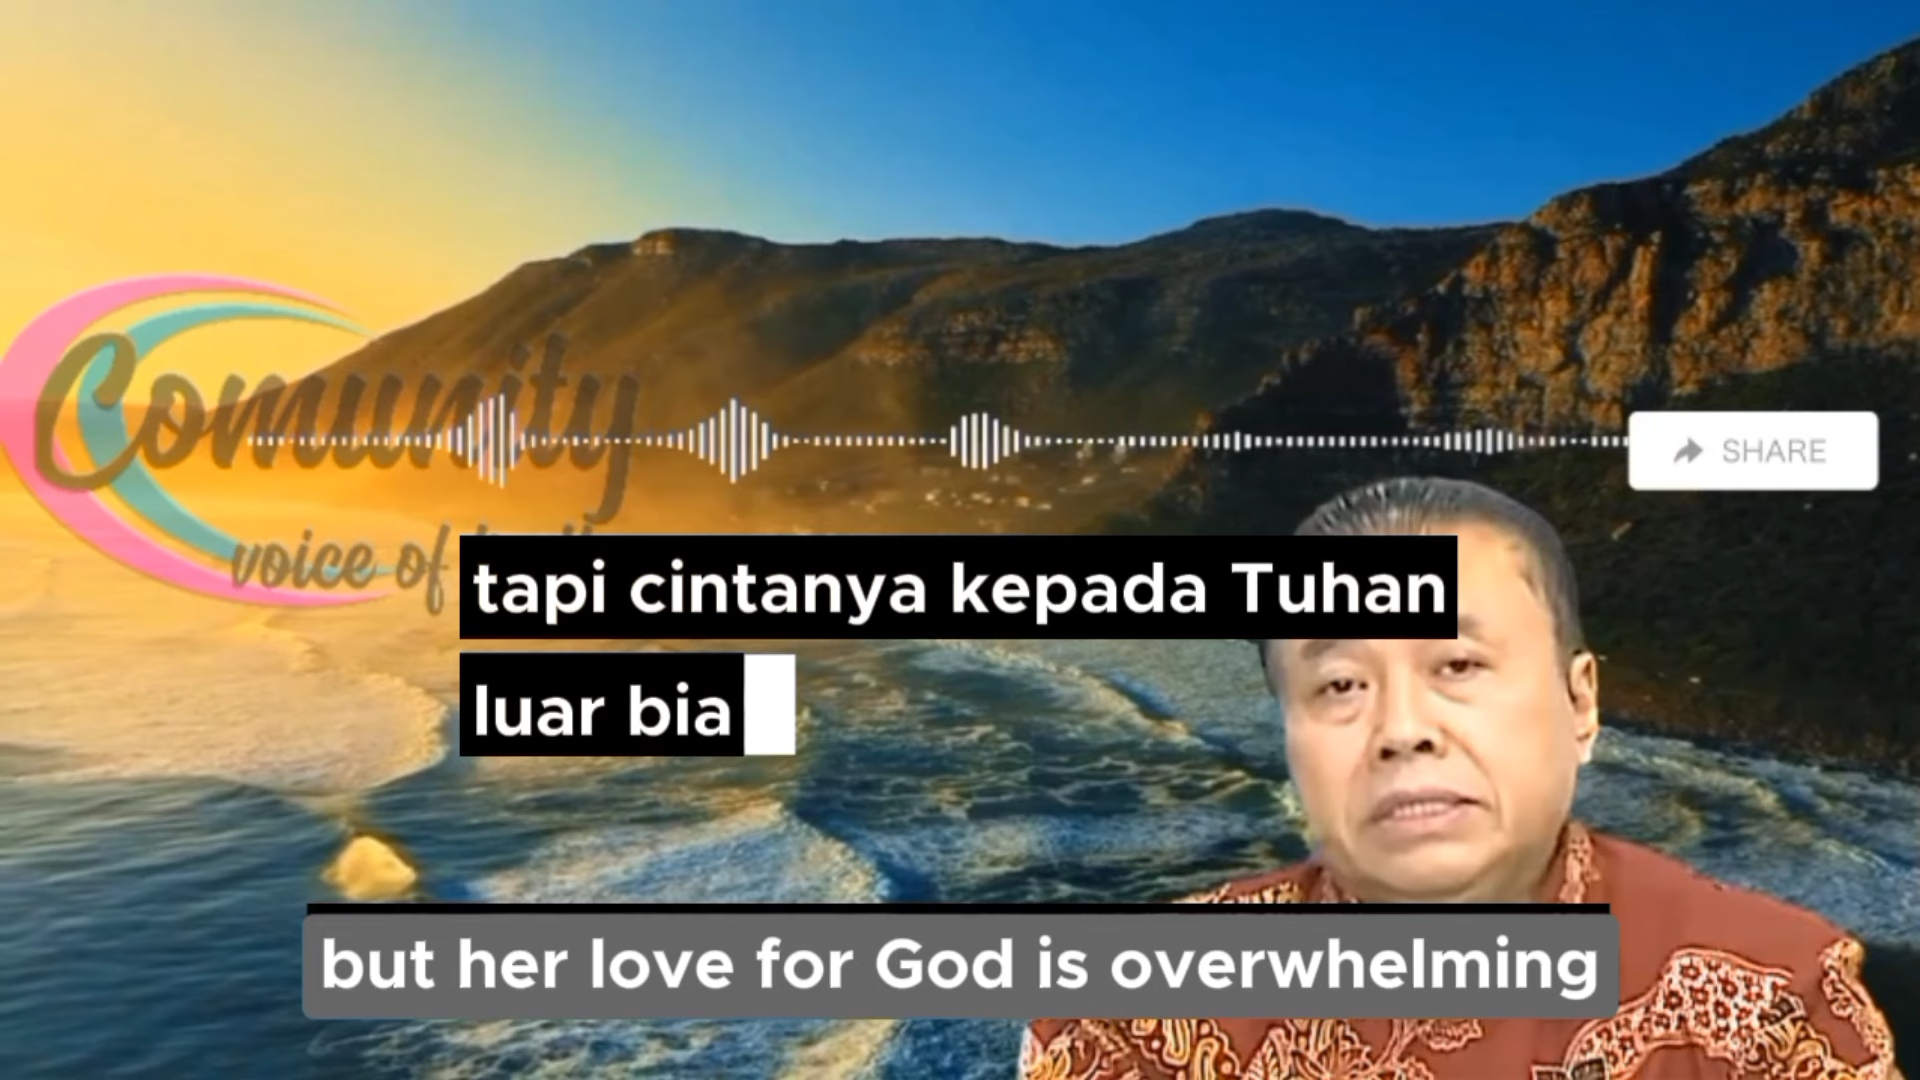 Comunity
SHARE
voice of
tapi cintanya kepada Tuhan
luar bia
but her love for God is overwhelming